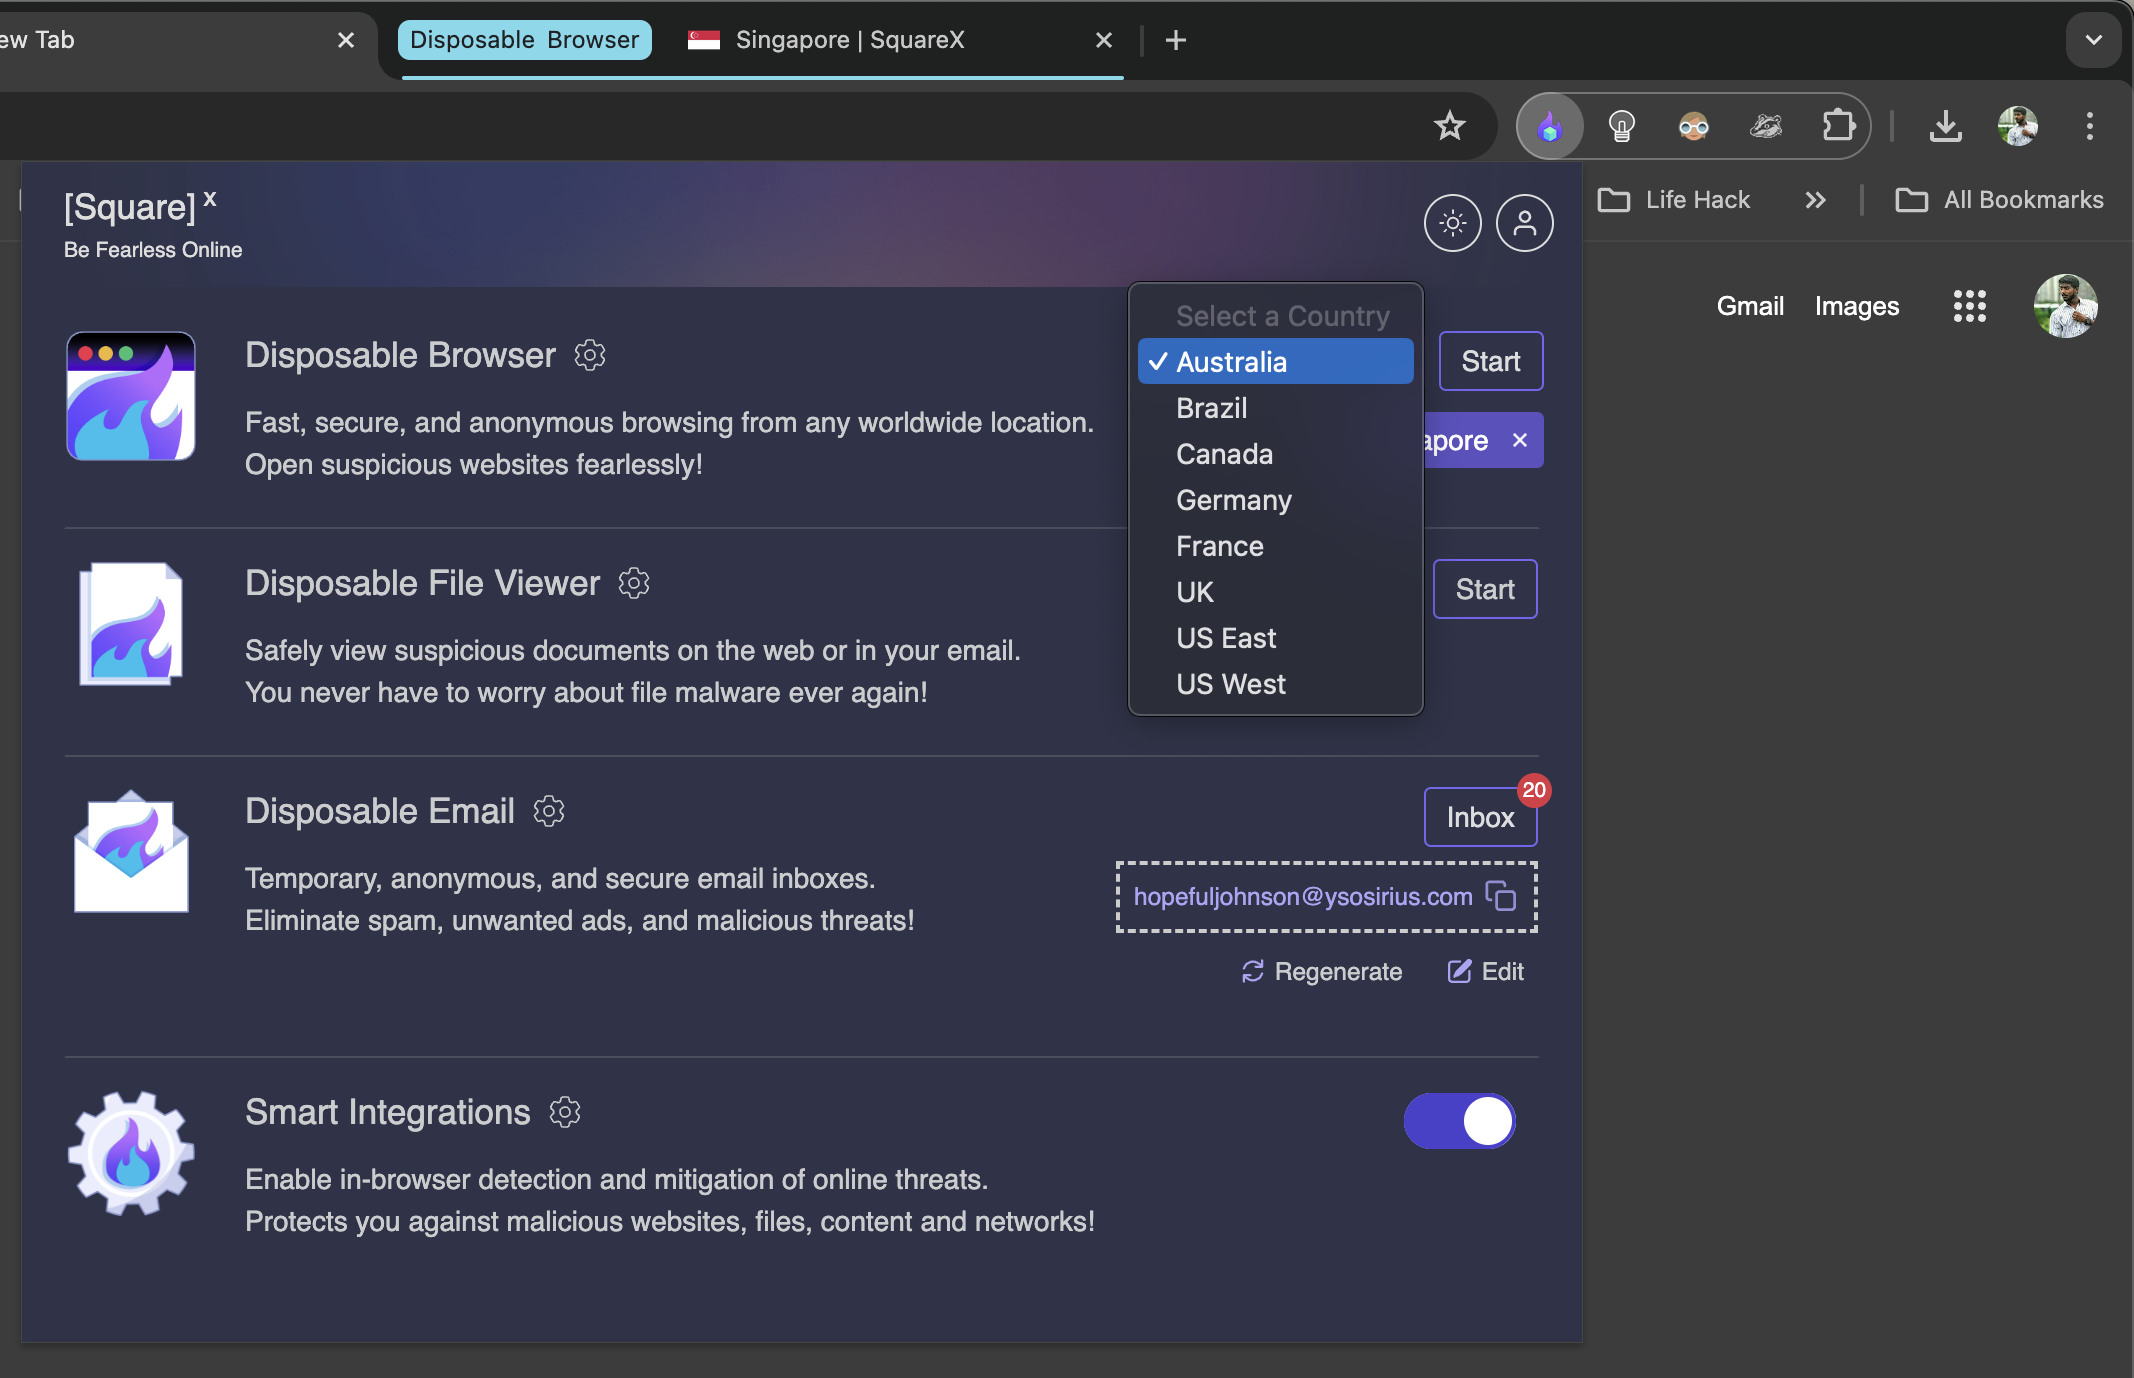 ew Tab
Disposable Browser
Singapore | SquareX
Life Hack
All Bookmarks
[Square] x
Be Fearless Online
Gmail
Images
Disposable Browser
Fast, secure, and anonymous browsing from any worldwide location.
Open suspicious websites fearlessly!
Select a Country
Australia
Brazil
Canada
Germany
France
UK
US East
US West
Start
apore
Disposable File Viewer
Safely view suspicious documents on the web or in your email.
You never have to worry about file malware ever again!
Start
Disposable Email
Temporary, anonymous, and secure email inboxes.
Eliminate spam, unwanted ads, and malicious threats!
Inbox
20
hopefuljohnson@ysosirius.com
Regenerate
Edit
Smart Integrations
Enable in-browser detection and mitigation of online threats.
Protects you against malicious websites, files, content and networks!